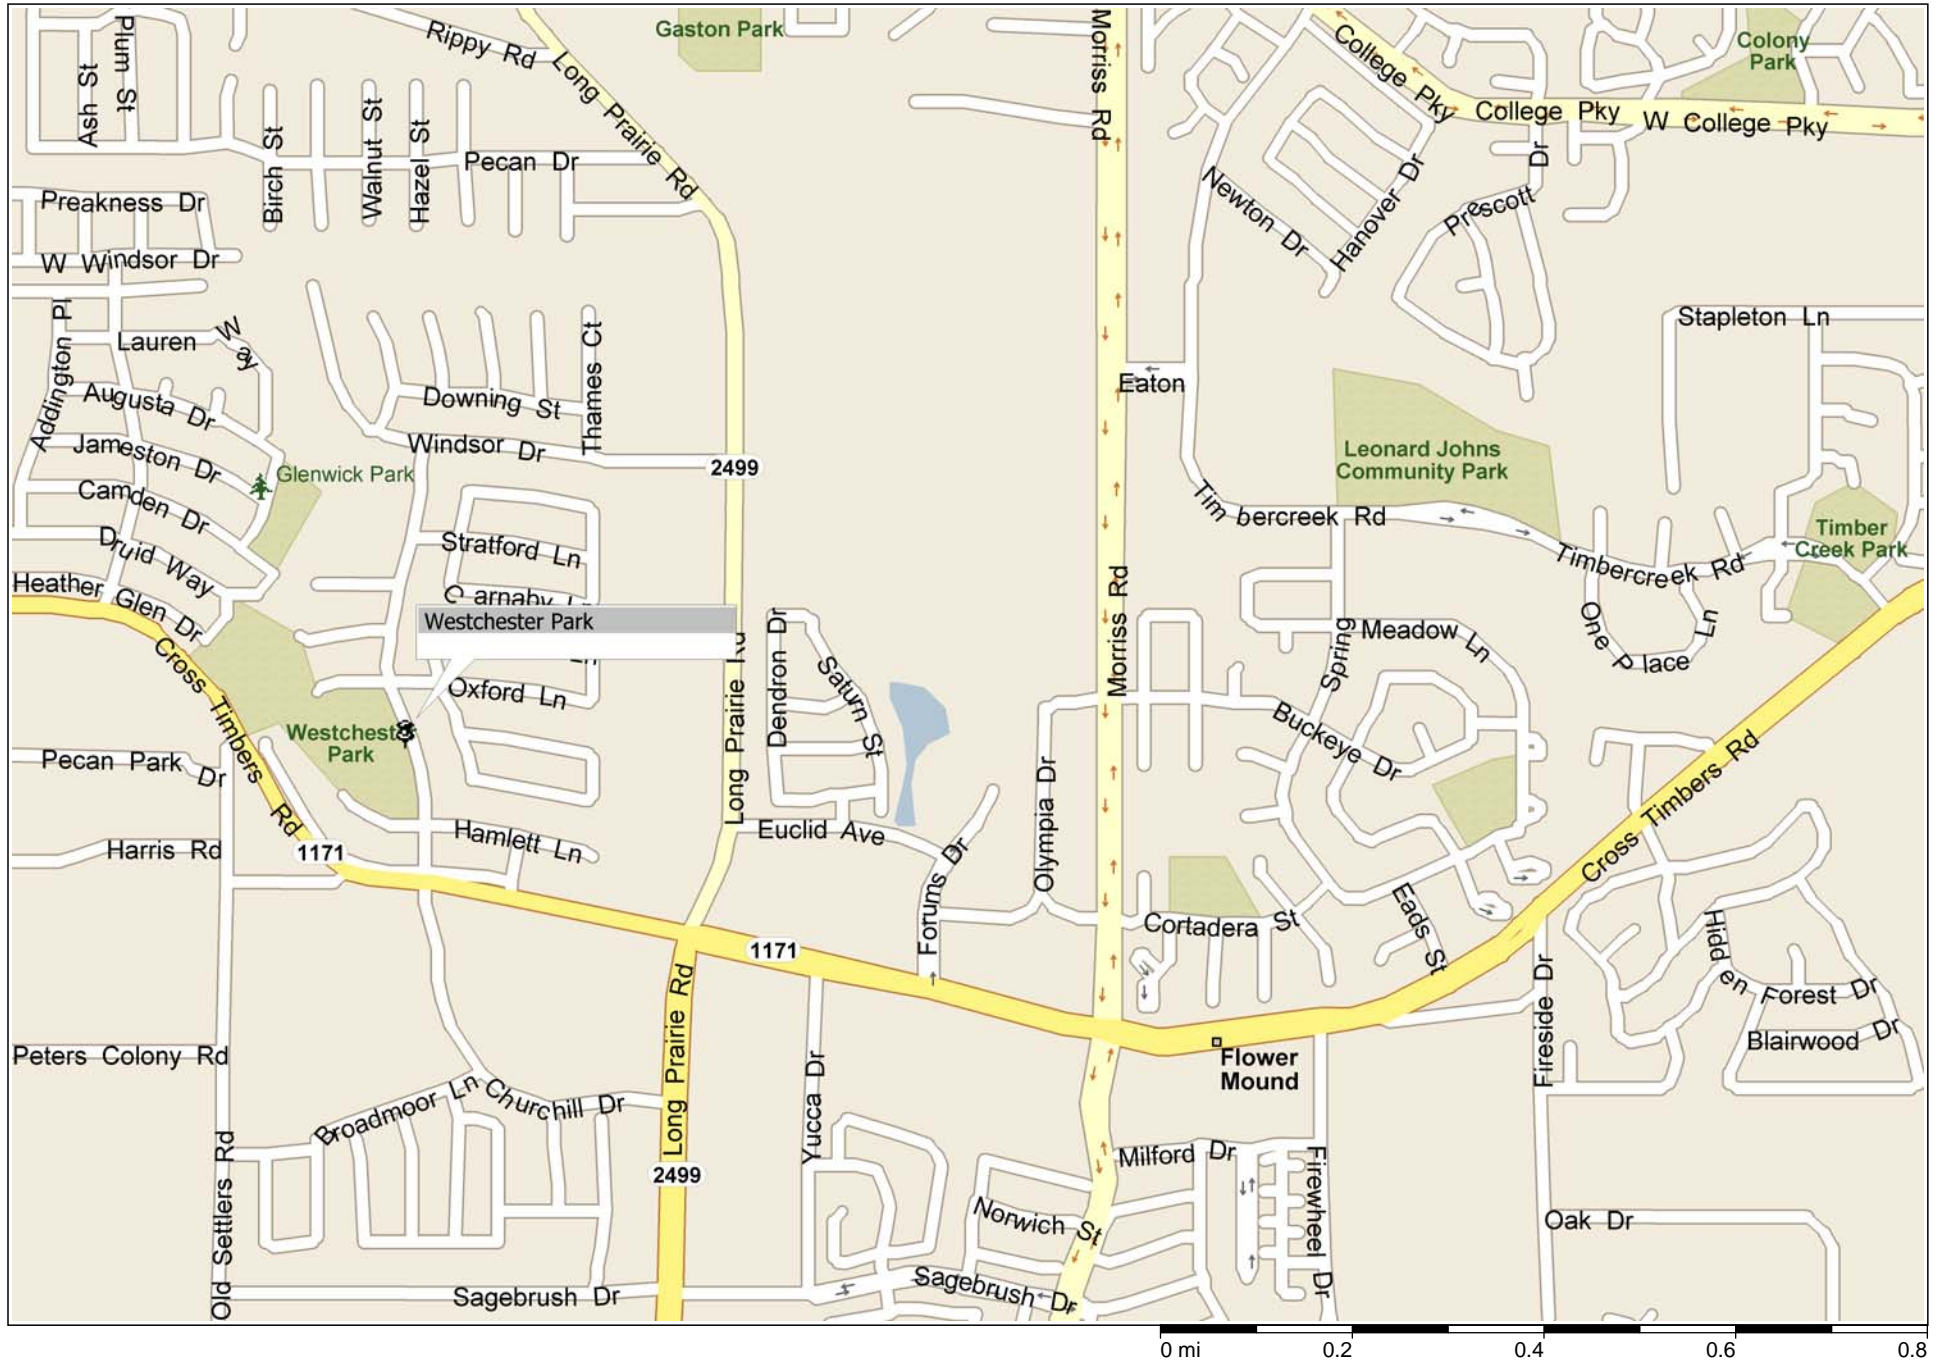 Plum St
Ash St
Rippy Rd
Long Prairie Rd
Gaston Park
Morriss Rd
College Pky
College Pky
W College Pky
Colony
Park
Birch St
Walnut St
Hazel St
Pecan Dr
Newton Dr
Hanover Dr
Prescott Dr
Preakness Dr
W Windsor Dr
Addington Pl
Lauren Way
Augusta Dr
Jameston Dr
Camden Dr
Druid Way
Heather Glen Dr
Glenwick Park
Downing St
Thames Ct
Windsor Dr
2499
Eaton
Stapleton Ln
Leonard Johns
Community Park
Timbercreek Rd
Timbercreek Rd
Timber
Creek Park
Stratford Ln
Carnaby Ln
Westchester Park
Ln
Oxford Ln
Westchester
Park
Cross Timbers Rd
Long Prairie Rd
Dendron Dr
Saturn St
Morriss Rd
Spring
Meadow Ln
One Place Ln
Buckeye Dr
Pecan Park Dr
Harris Rd
1171
Hamlett Ln
Euclid Ave
Forums Dr
Olympia Dr
Cortadera St
Eads St
Cross Timbers Rd
Hidden Forest Dr
Blairwood Dr
Fireside Dr
1171
Long Prairie Rd
Flower
Mound
Peters Colony Rd
Broadmoor Ln
Churchill Dr
Yucca Dr
Old Settlers Rd
2499
Milford Dr
Norwich St
Firewheel Dr
Oak Dr
Sagebrush Dr
Sagebrush Dr
0 mi 0.2 0.4 0.6 0.8